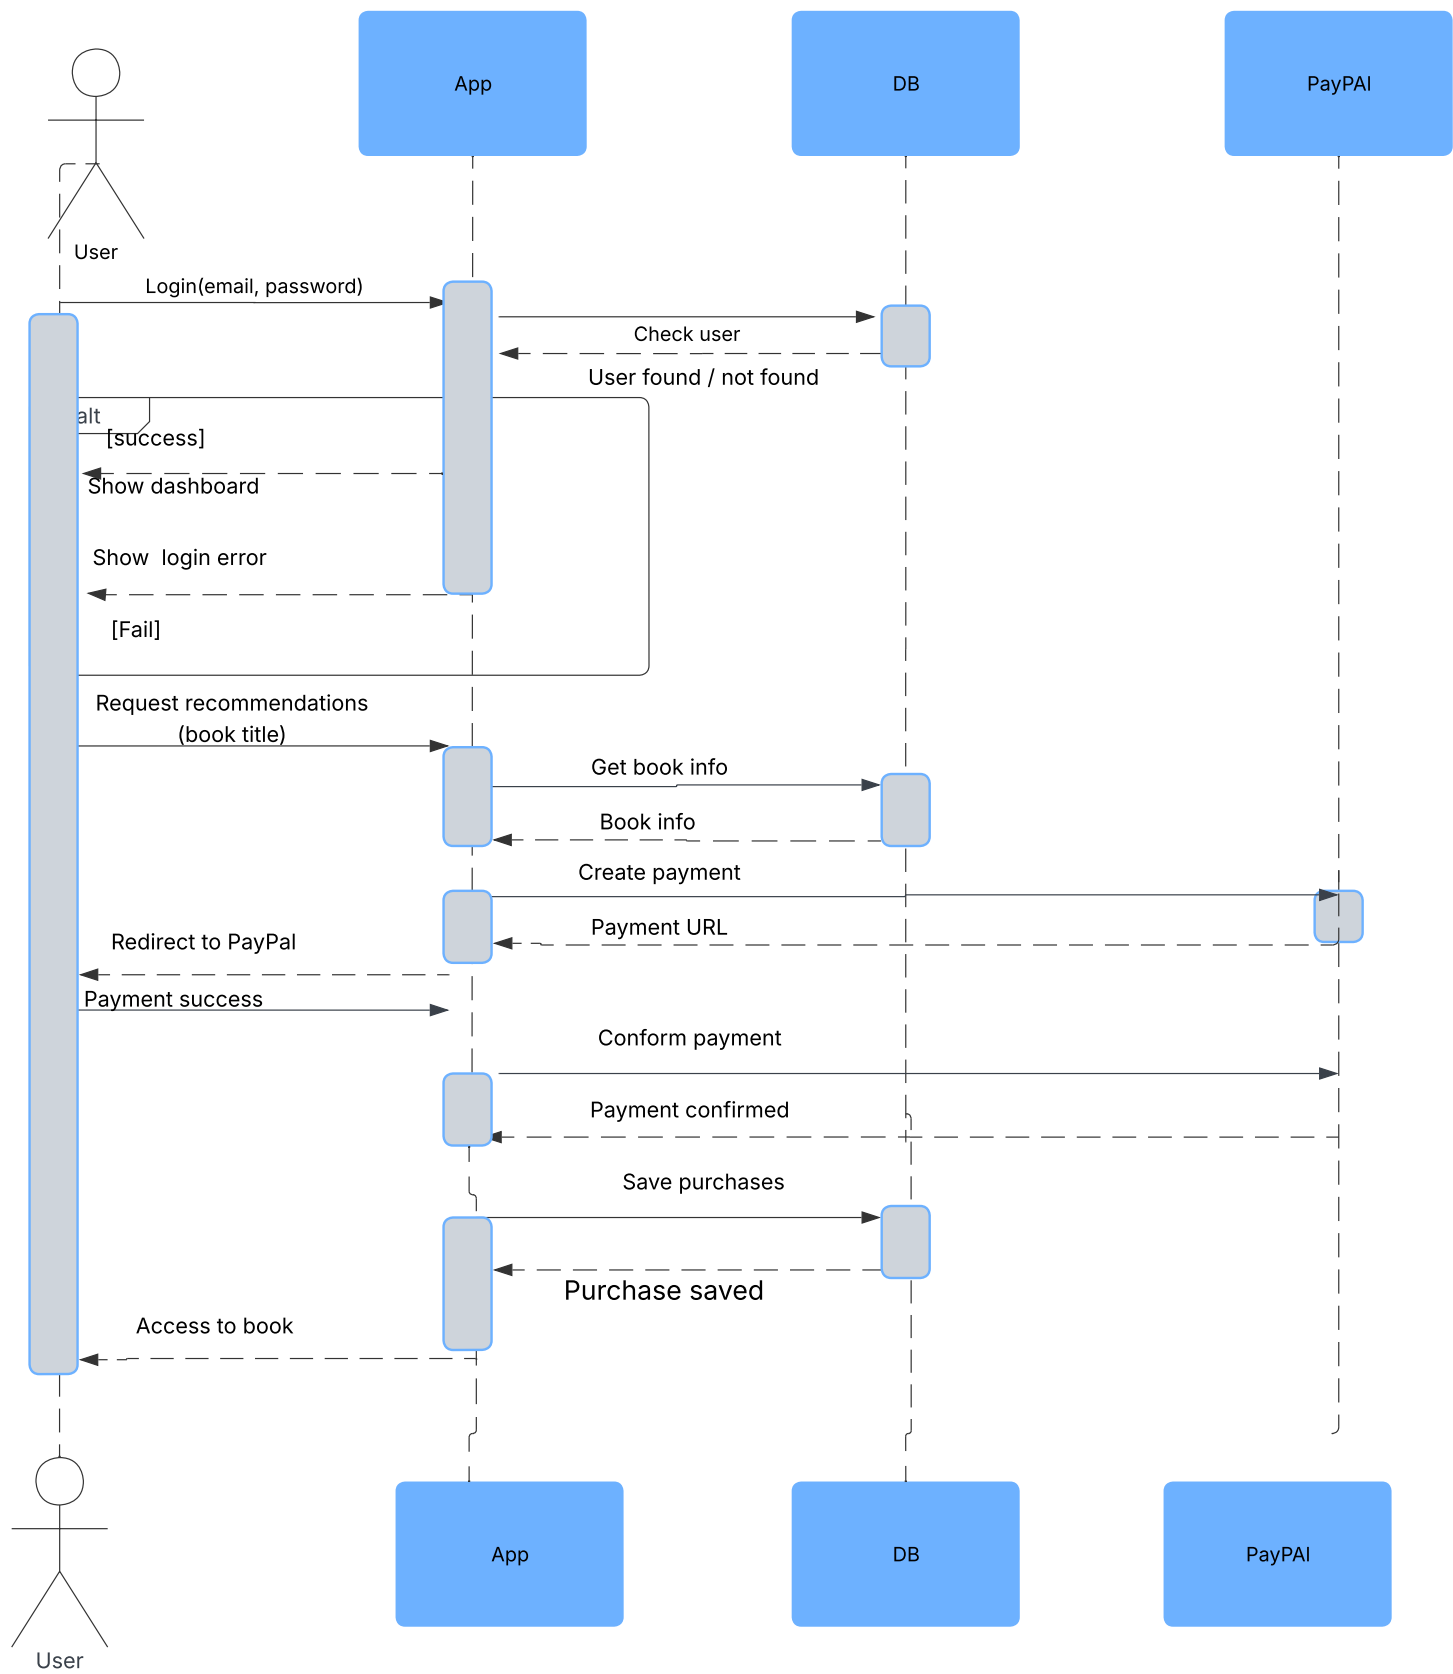 App
DB
PayPAl
User
Login(email, password)
Check user
User found / not found
alt
[success]
Show dashboard
Show  login error
[Fail]
Request recommendations
(book title)
Get book info
Book info
Create payment
Payment URL
Redirect to PayPal
Payment success
Conform payment
Payment confirmed
Save purchases
Purchase saved
Access to book
App
DB
PayPAl
User